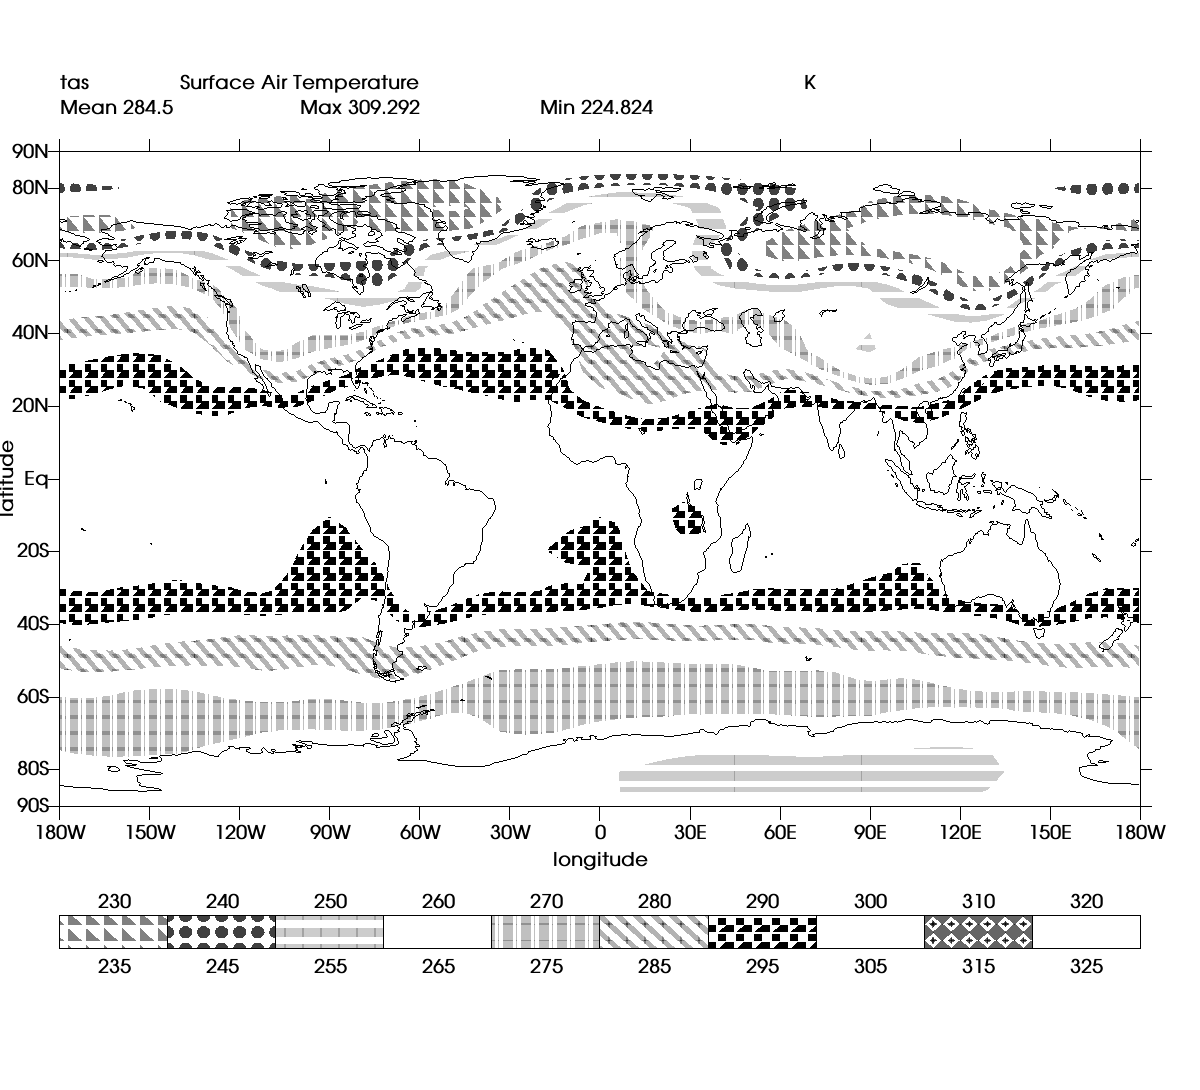 tas Surface Air Temperature K
Mean 284.5 Max 309.292 Min 224.824
90N
80N
60N
40N
20N
Eq
20S
40S
60S
80S
90S
latitude
180W 150W 120W 90W 60W 30W 0 30E 60E 90E 120E 150E 180W
longitude
230 240 250 260 270 280 290 300 310 320
235 245 255 265 275 285 295 305 315 325